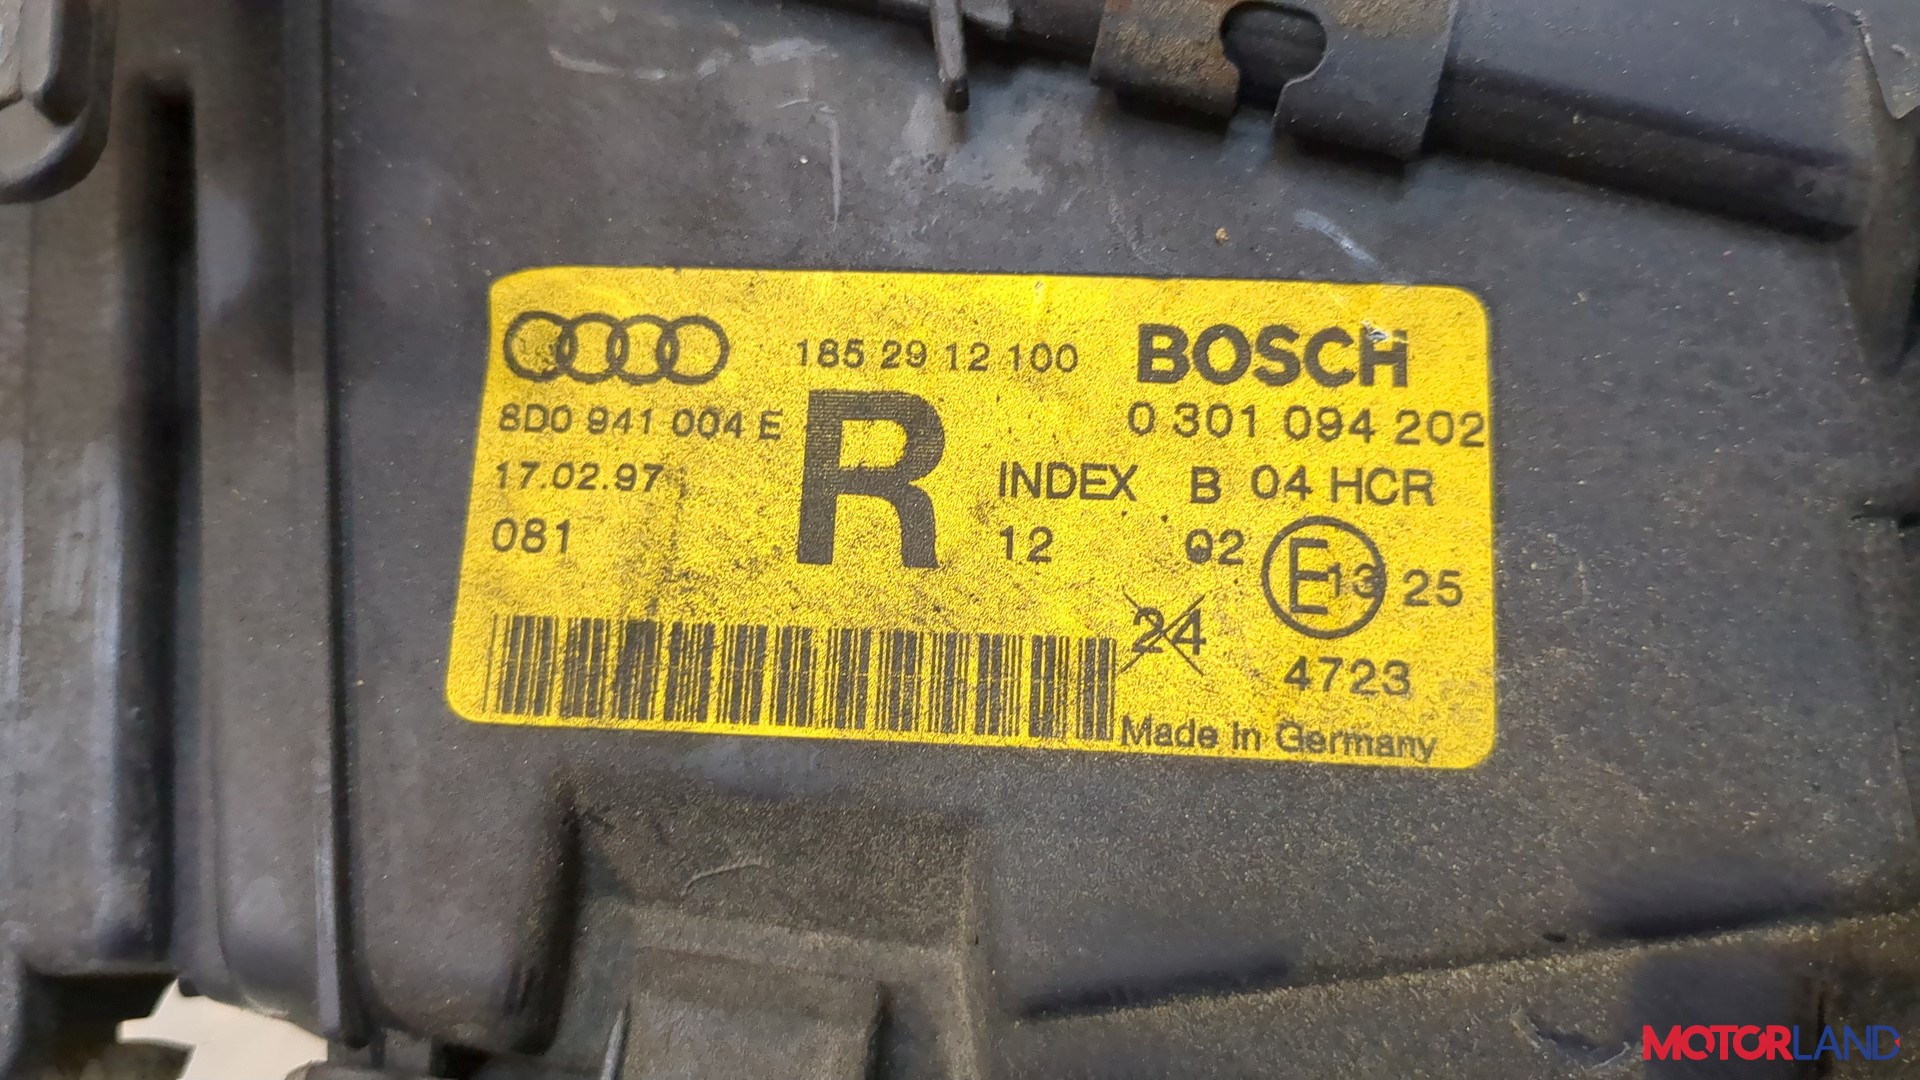 185 29 12 100 BOSCH
8D0 941 004 E R 0 301 094 202
17.02.97 INDEX B 04 HCR
081 12 02 E13 25
24
4723
Made in Germany
MOTORLAND